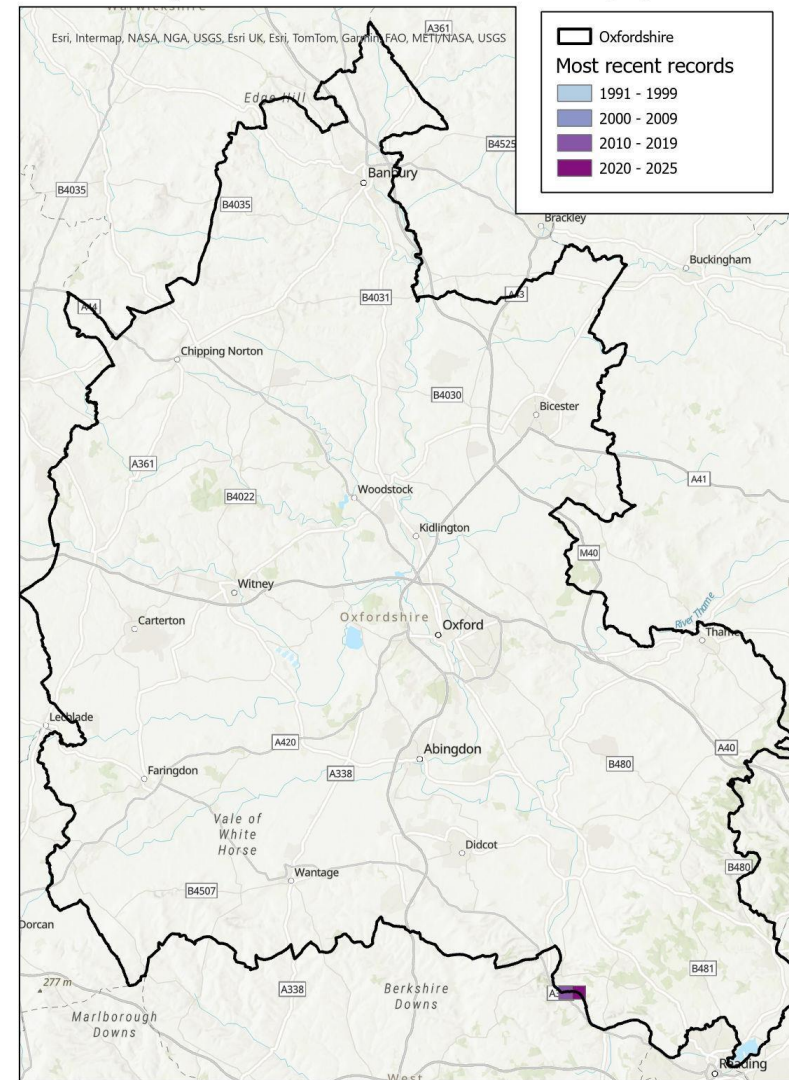 Warwickshire
A361
Esri, Intermap, NASA, NGA, USGS, Esri UK, Esri, TomTom, Garmin, FAO, METI/NASA, USGS
Oxfordshire
Most recent records
1991 - 1999
2000 - 2009
2010 - 2019
2020 - 2025
Edge Hill
B4525
Banbury
B4035
B4035
Brackley
Buckingham
A43
B4031
A44
Chipping Norton
B4030
Bicester
A361
A41
B4022
Woodstock
Kidlington
M40
Witney
River Thame
Carterton
Oxfordshire
Oxford
Thame
Lechlade
A420
Abingdon
A40
B480
Faringdon
A338
Vale of
White
Horse
Didcot
B480
Wantage
B4507
Dorcan
B481
277 m
A338
Berkshire
Downs
Marlborough
Downs
Reading
West